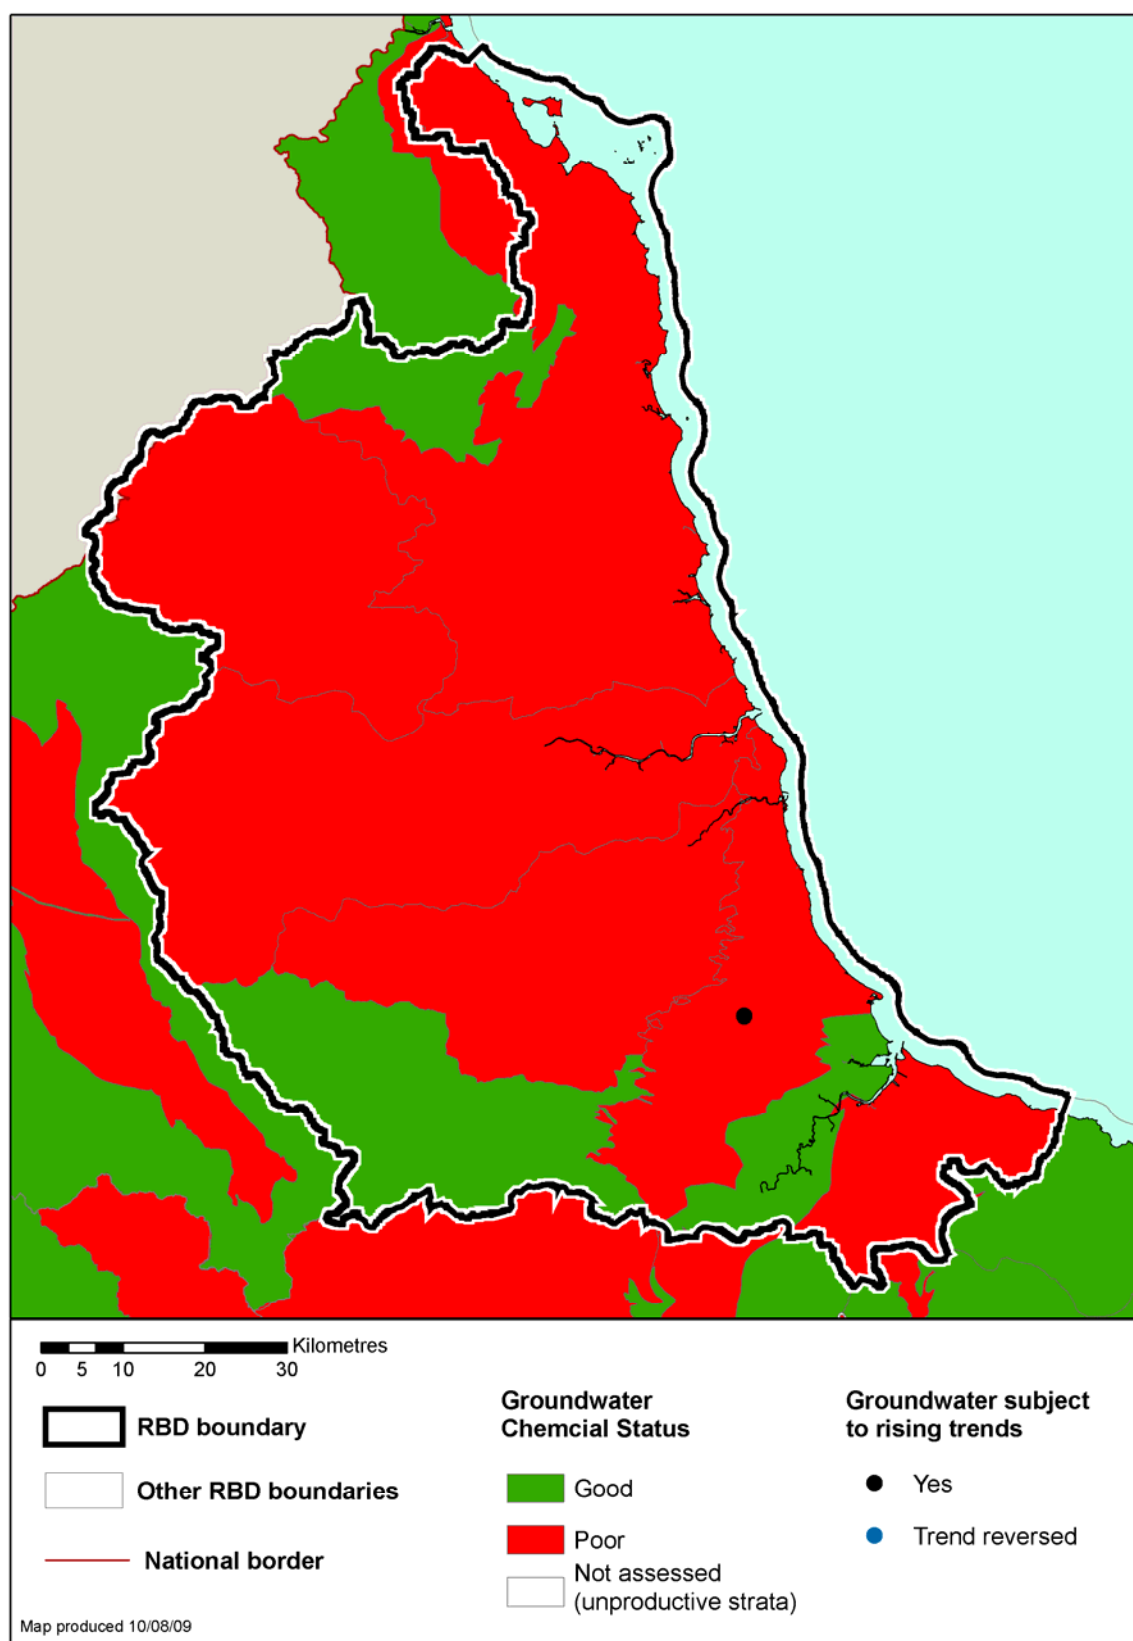 Kilometres
0 5 10 20 30
RBD boundary
Other RBD boundaries
National border
Groundwater
Chemcial Status
Good
Poor
Not assessed
(unproductive strata)
Groundwater subject
to rising trends
Yes
Trend reversed
Map produced 10/08/09